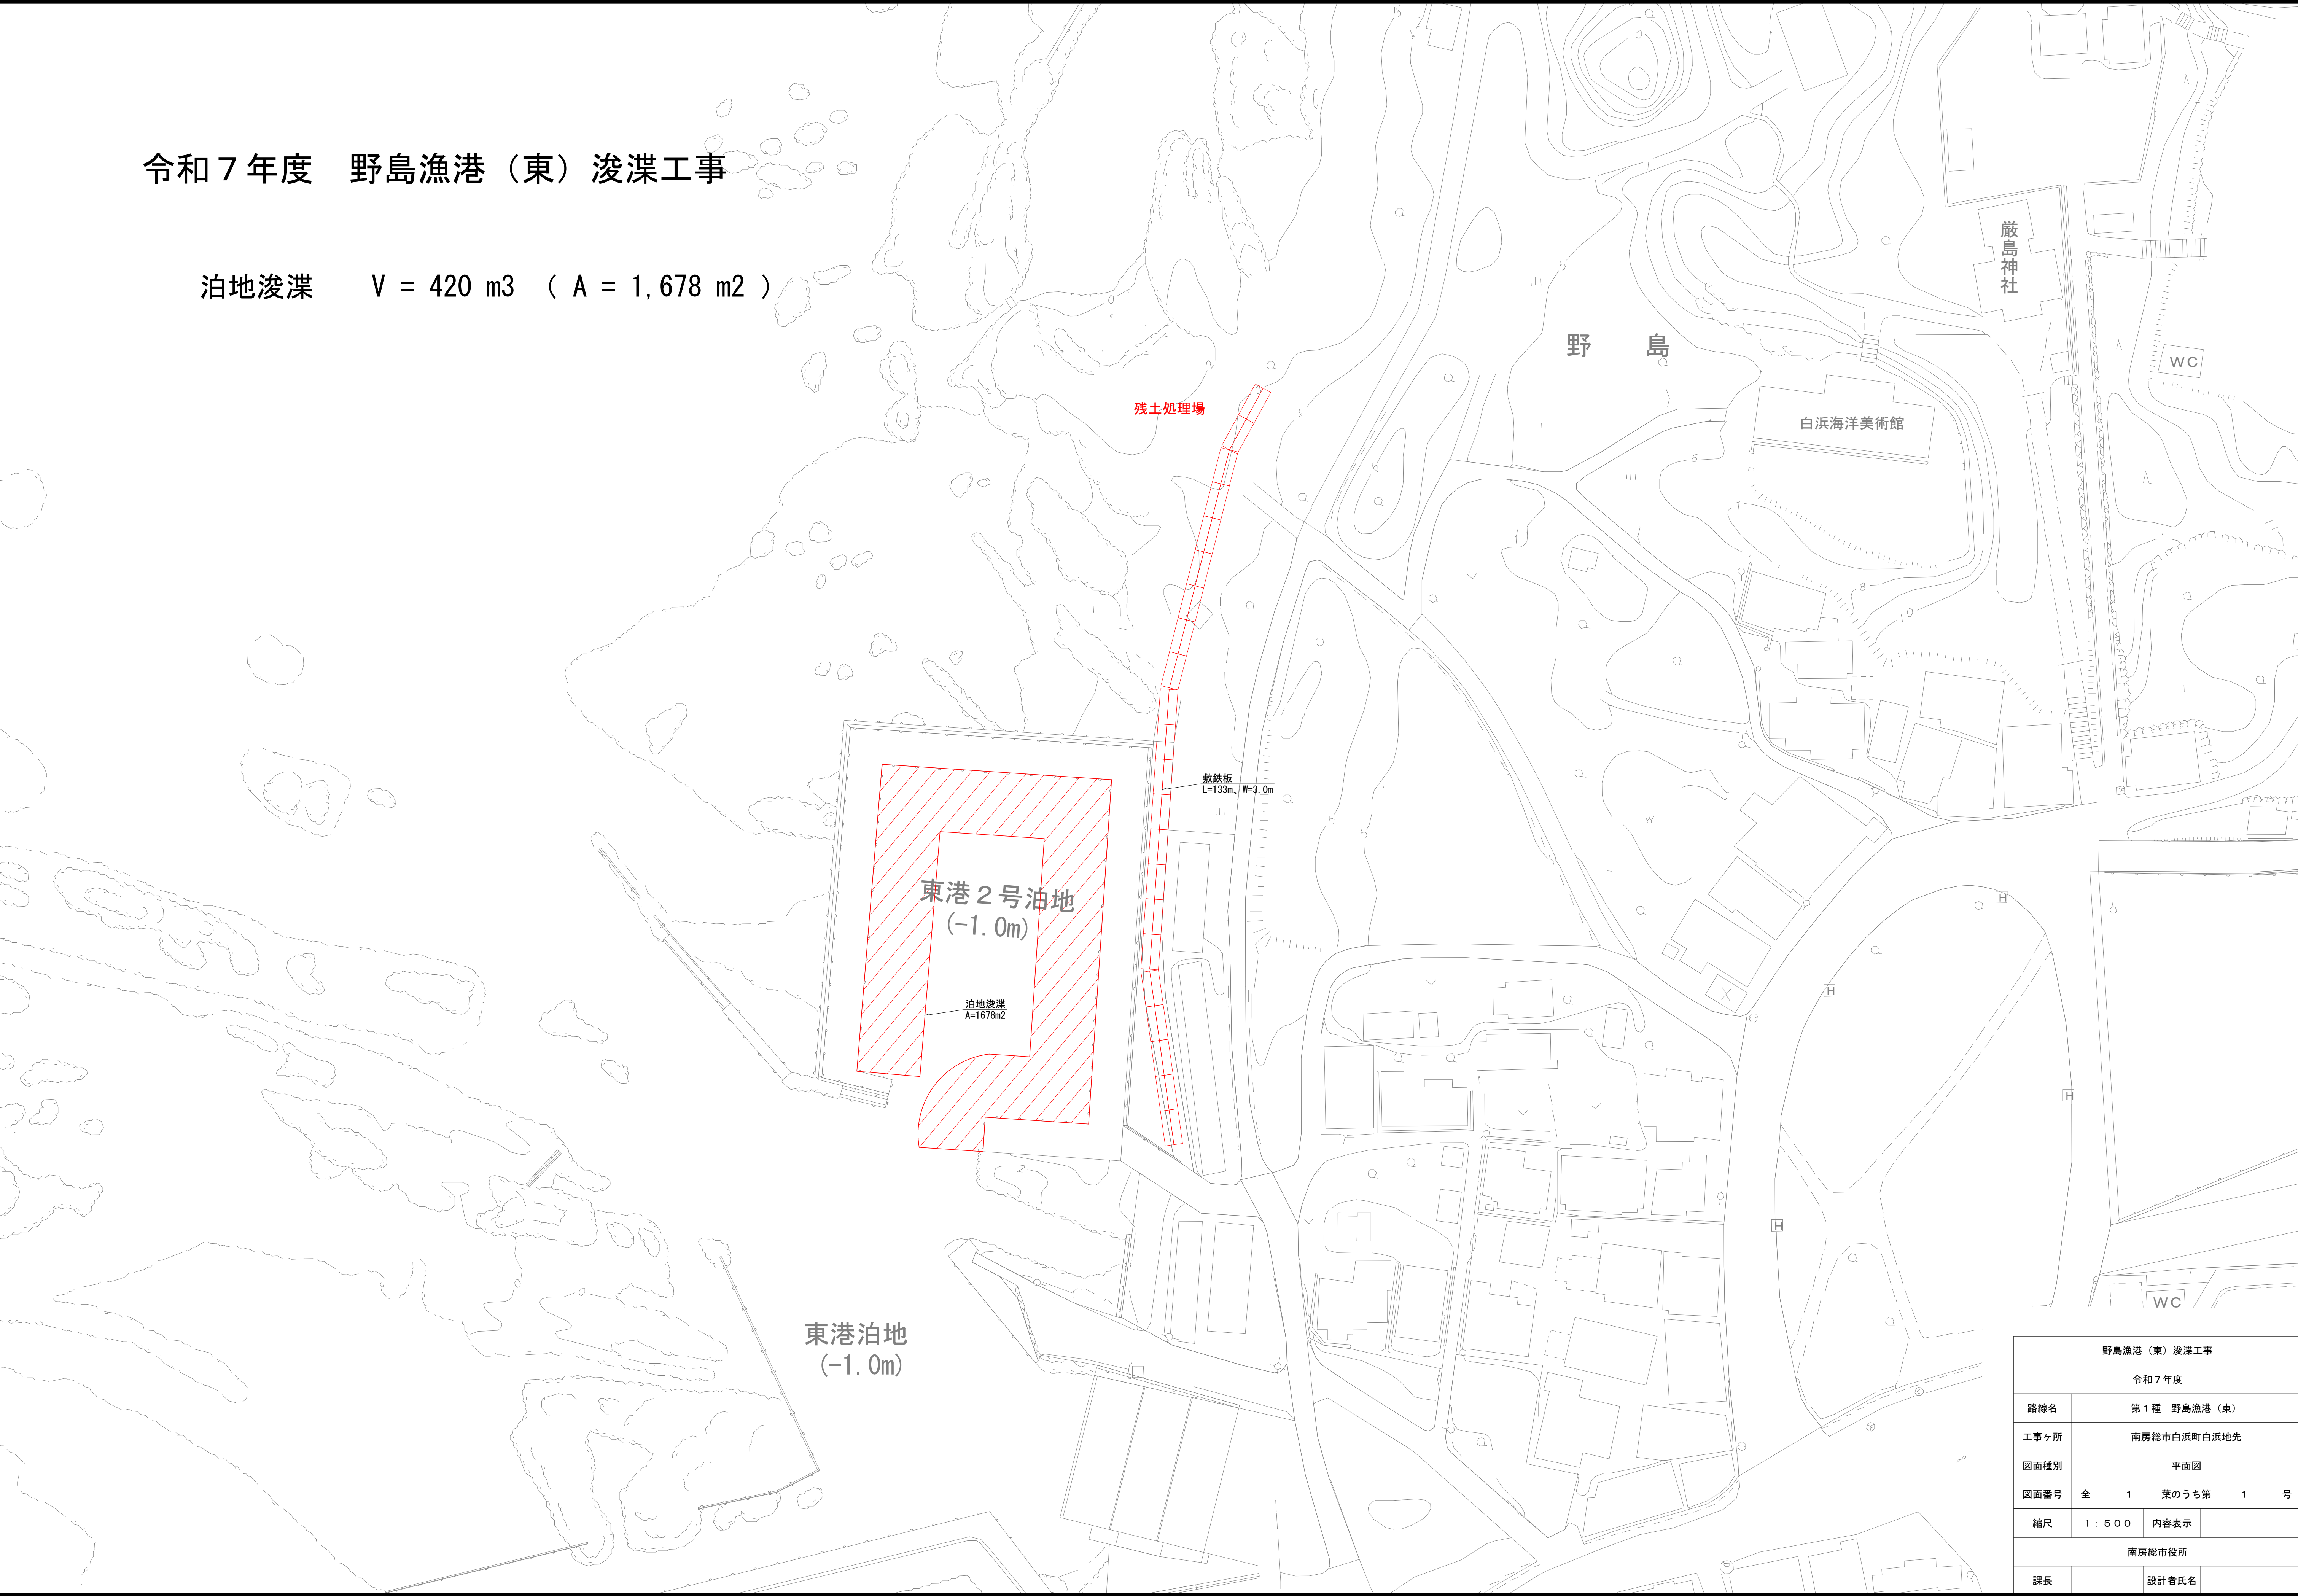 令和７年度　野島漁港（東）浚渫工事
泊地浚渫　　V = 420 m3 （ A = 1,678 m2 ）
厳島神社
野　島
WC
残土処理場
白浜海洋美術館
敷鉄板
L=133m、W=3.0m
東港２号泊地
(-1.0m)
泊地浚渫
A=1678m2
H
H
H
H
東港泊地
(-1.0m)
WC
野島漁港（東）浚渫工事
令和７年度
路線名　第１種　野島漁港（東）
工事ヶ所　南房総市白浜町白浜地先
図面種別　平面図
図面番号　全　１　葉のうち第　１　号
縮尺　１：５００　内容表示
南房総市役所
課長　設計者氏名